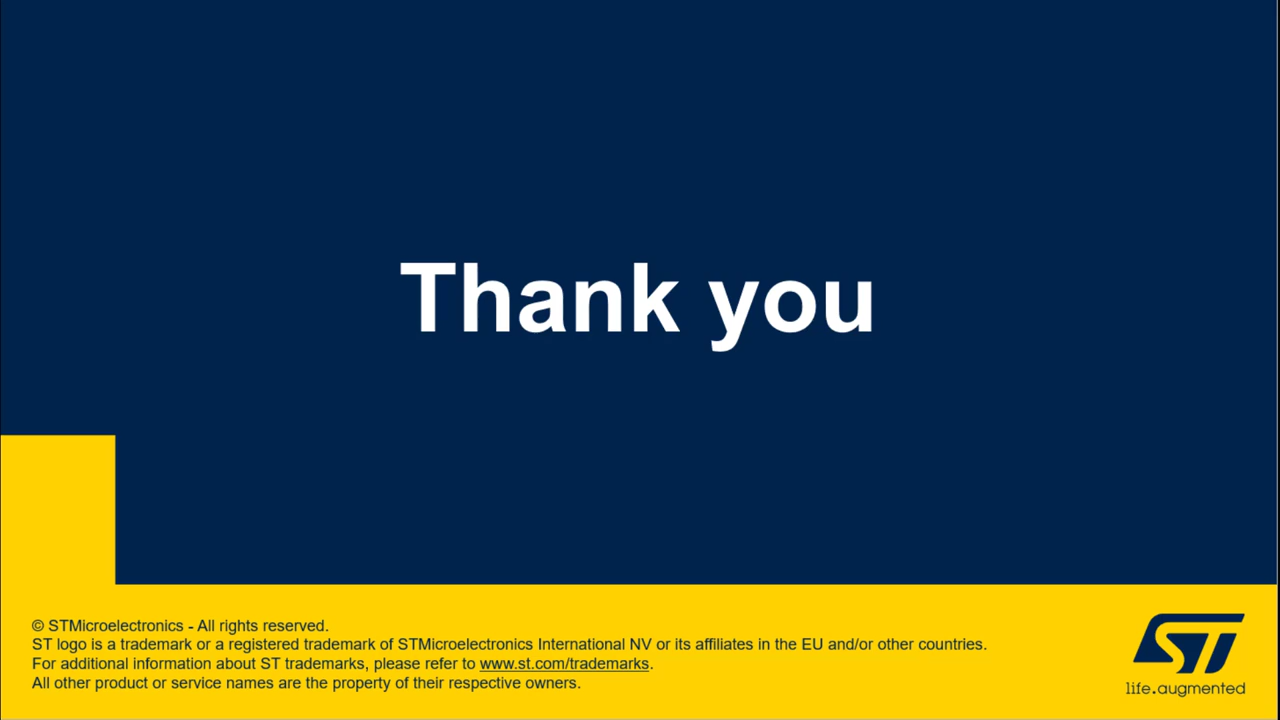 Thank you
© STMicroelectronics - All rights reserved.
ST logo is a trademark or a registered trademark of STMicroelectronics International NV or its affiliates in the EU and/or other countries.
For additional information about ST trademarks, please refer to www.st.com/trademarks.
All other product or service names are the property of their respective owners.
ST
life.augmented